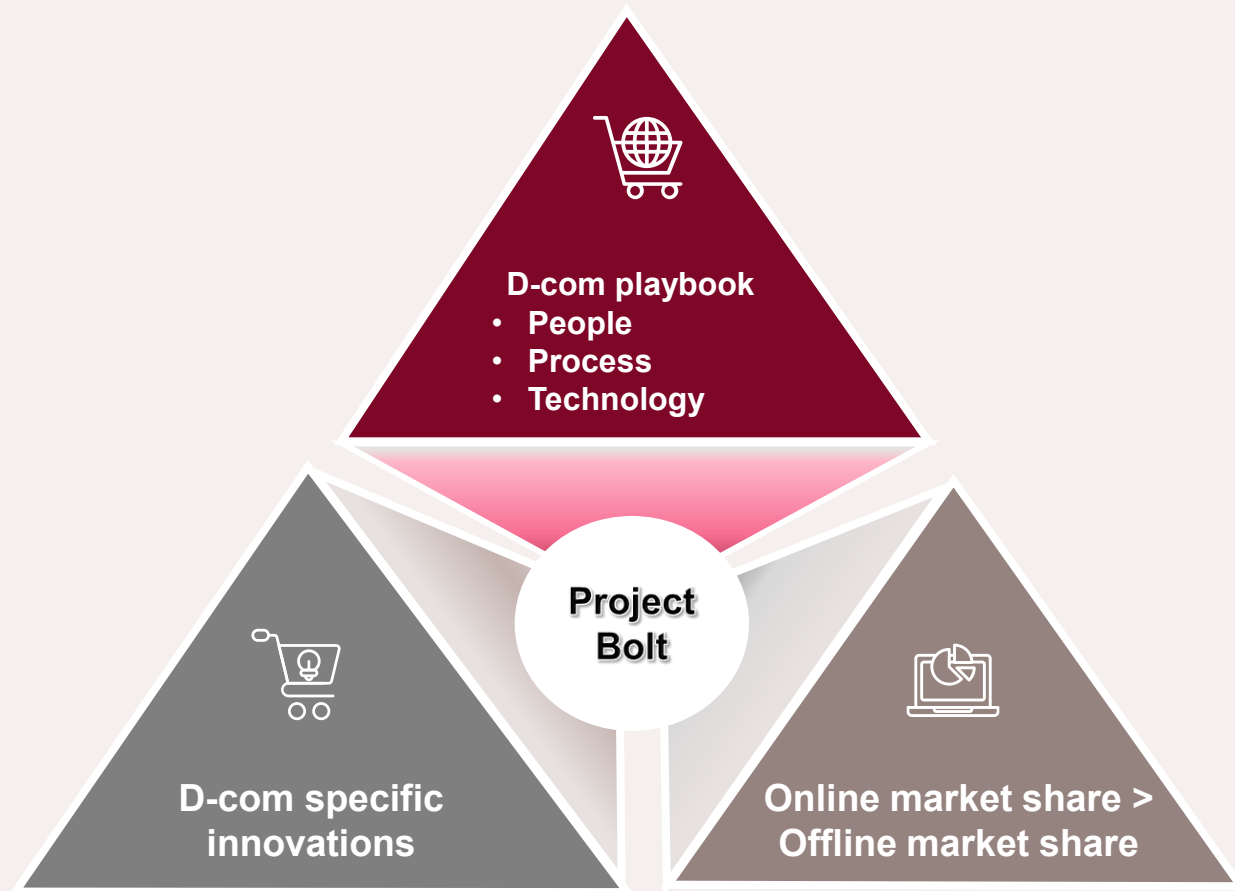 D-com playbook
• People
• Process
• Technology
Project
Bolt
D-com specific
innovations
Online market share >
Offline market share